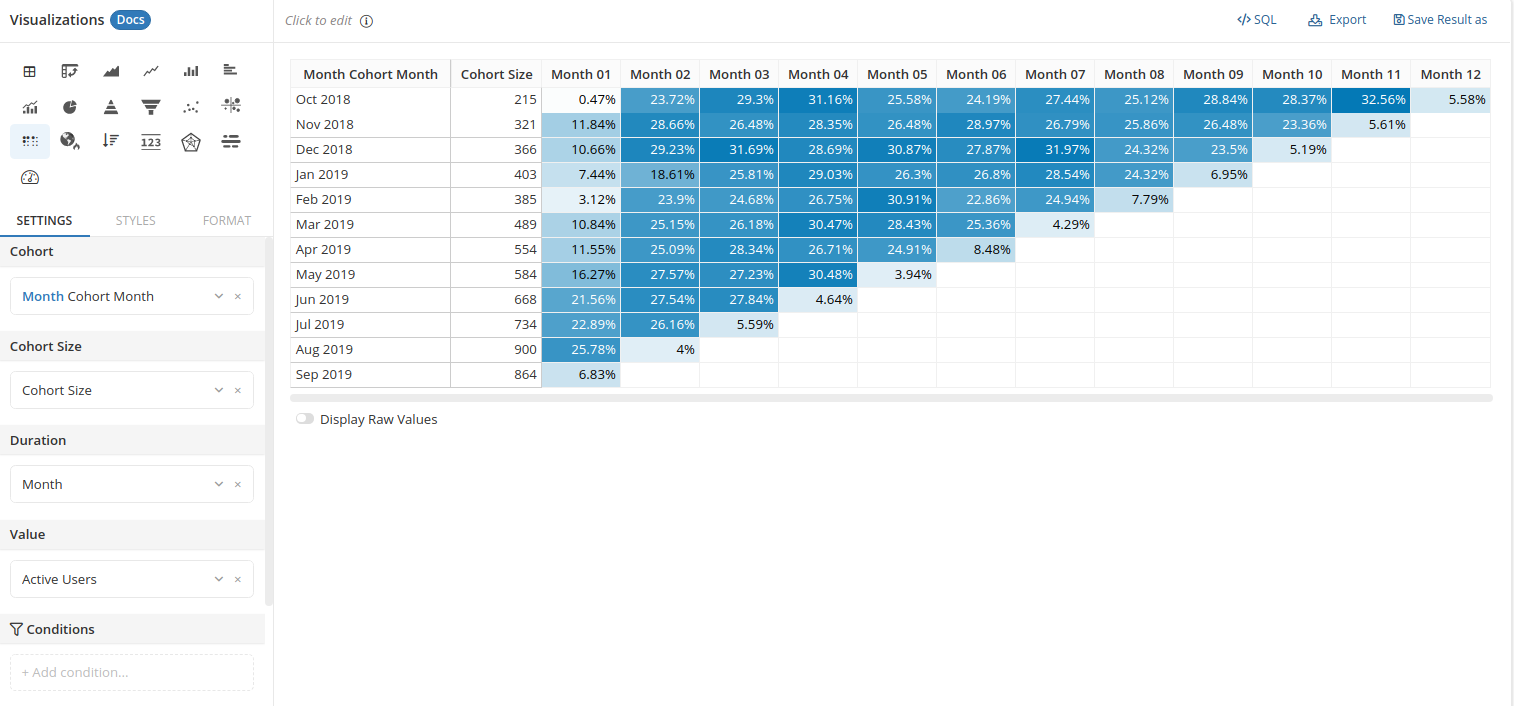 Visualizations Docs
Click to edit
</> SQL Export Save Result as
123
SETTINGS STYLES FORMAT
Cohort
Month Cohort Month
Cohort Size
Cohort Size
Duration
Month
Value
Active Users
Conditions
+ Add condition...
Month Cohort Month Cohort Size Month 01 Month 02 Month 03 Month 04 Month 05 Month 06 Month 07 Month 08 Month 09 Month 10 Month 11 Month 12
Oct 2018 215 0.47% 23.72% 29.3% 31.16% 25.58% 24.19% 27.44% 25.12% 28.84% 28.37% 32.56% 5.58%
Nov 2018 321 11.84% 28.66% 26.48% 28.35% 26.48% 28.97% 26.79% 25.86% 26.48% 23.36% 5.61%
Dec 2018 366 10.66% 29.23% 31.69% 28.69% 30.87% 27.87% 31.97% 24.32% 23.5% 5.19%
Jan 2019 403 7.44% 18.61% 25.81% 29.03% 26.3% 26.8% 28.54% 24.32% 6.95%
Feb 2019 385 3.12% 23.9% 24.68% 26.75% 30.91% 22.86% 24.94% 7.79%
Mar 2019 489 10.84% 25.15% 26.18% 30.47% 28.43% 25.36% 4.29%
Apr 2019 554 11.55% 25.09% 28.34% 26.71% 24.91% 8.48%
May 2019 584 16.27% 27.57% 27.23% 30.48% 3.94%
Jun 2019 668 21.56% 27.54% 27.84% 4.64%
Jul 2019 734 22.89% 26.16% 5.59%
Aug 2019 900 25.78% 4%
Sep 2019 864 6.83%
Display Raw Values